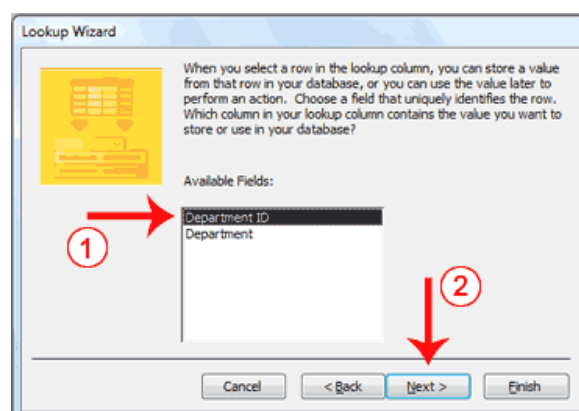 Lookup Wizard
When you select a row in the lookup column, you can store a value
from that row in your database, or you can use the value later to
perform an action. Choose a field that uniquely identifies the row.
Which column in your lookup column contains the value you want to
store or use in your database?
Available Fields:
Department ID
Department
1
2
Cancel
< Back
Next >
Finish